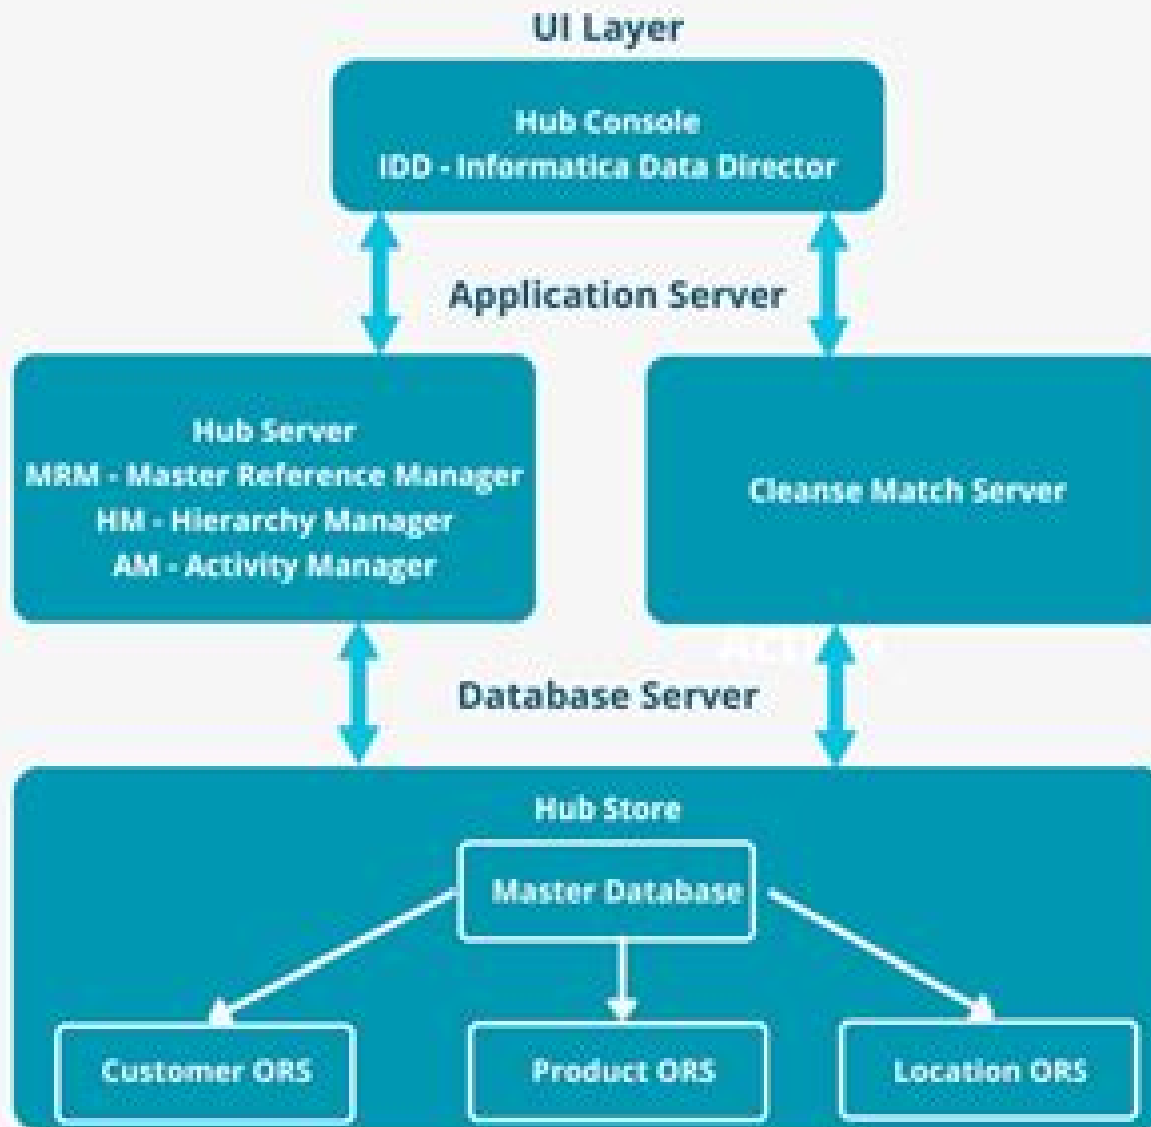 UI Layer
Hub Console
IDD - Informatica Data Director
Application Server
Hub Server
MRM - Master Reference Manager
HM - Hierarchy Manager
AM - Activity Manager
Cleanse Match Server
Database Server
Hub Store
Master Database
Customer ORS
Product ORS
Location ORS